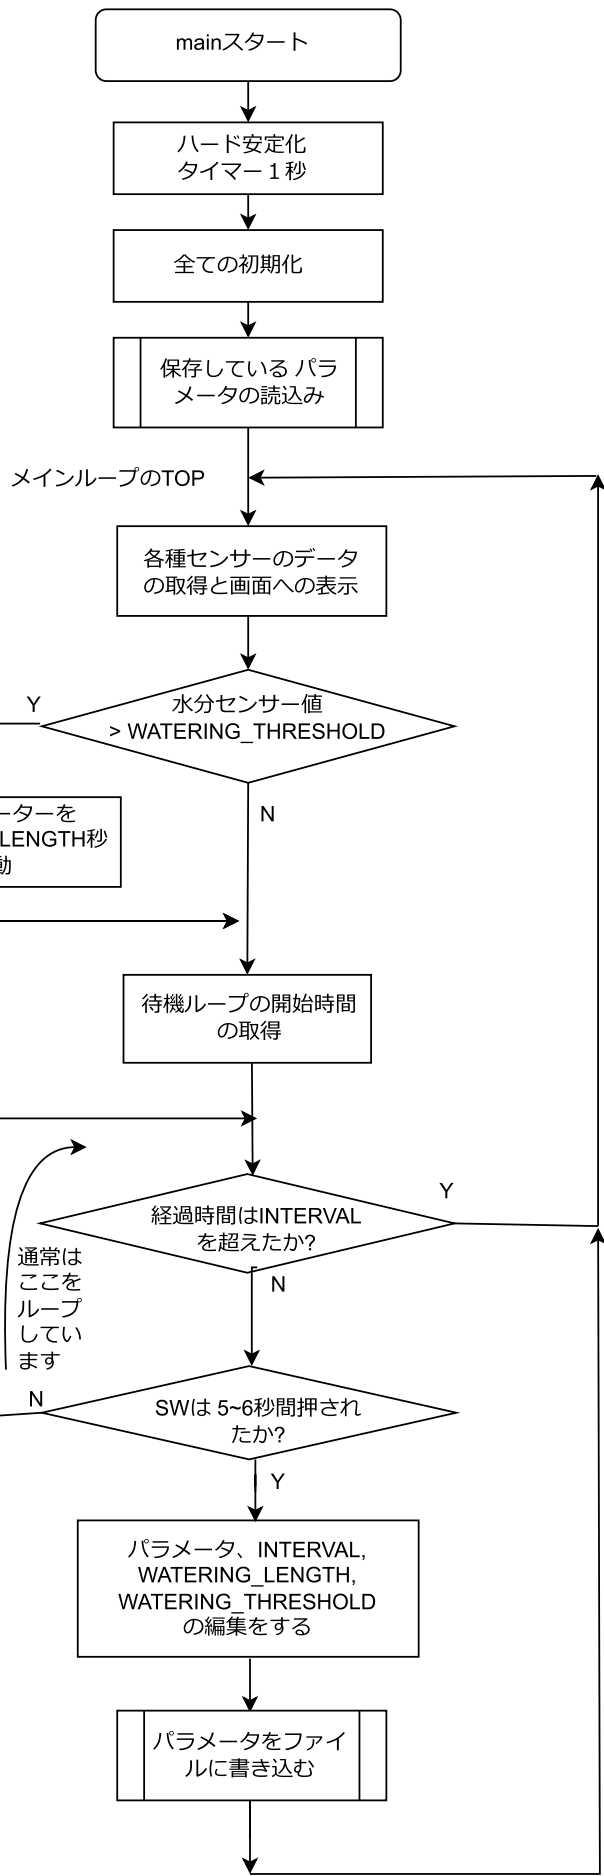 mainスタート
ハード安定化
タイマー１秒
全ての初期化
保存している パラ
メータの読込み
メインループのTOP
各種センサーのデータ
の取得と画面への表示
水分センサー値
> WATERING_THRESHOLD
Y
N
ーターを
LENGTH秒
動
待機ループの開始時間
の取得
経過時間はINTERVAL
を超えたか?
Y
N
通常は
ここを
ループ
してい
ます
SWは 5~6秒間押され
たか?
N
Y
パラメータ、INTERVAL,
WATERING_LENGTH,
WATERING_THRESHOLD
の編集をする
パラメータをファイ
ルに書き込む